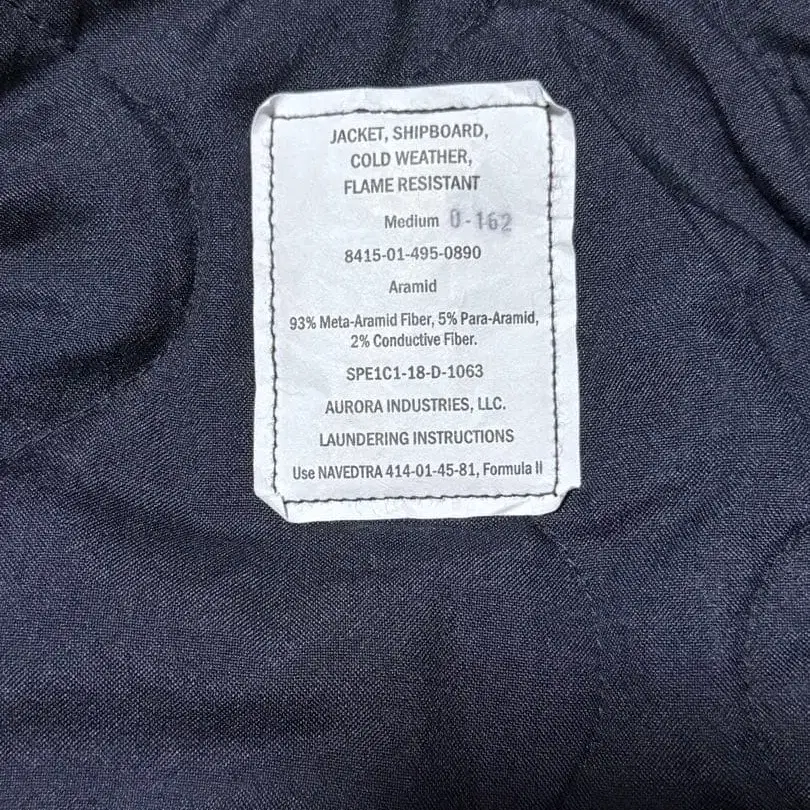 JACKET, SHIPBOARD,
COLD WEATHER,
FLAME RESISTANT
Medium 0-162
8415-01-495-0890
Aramid
93% Meta-Aramid Fiber, 5% Para-Aramid,
2% Conductive Fiber.
SPE1C1-18-D-1063
AURORA INDUSTRIES, LLC.
LAUNDERING INSTRUCTIONS
Use NAVEDTRA 414-01-45-81, Formula II